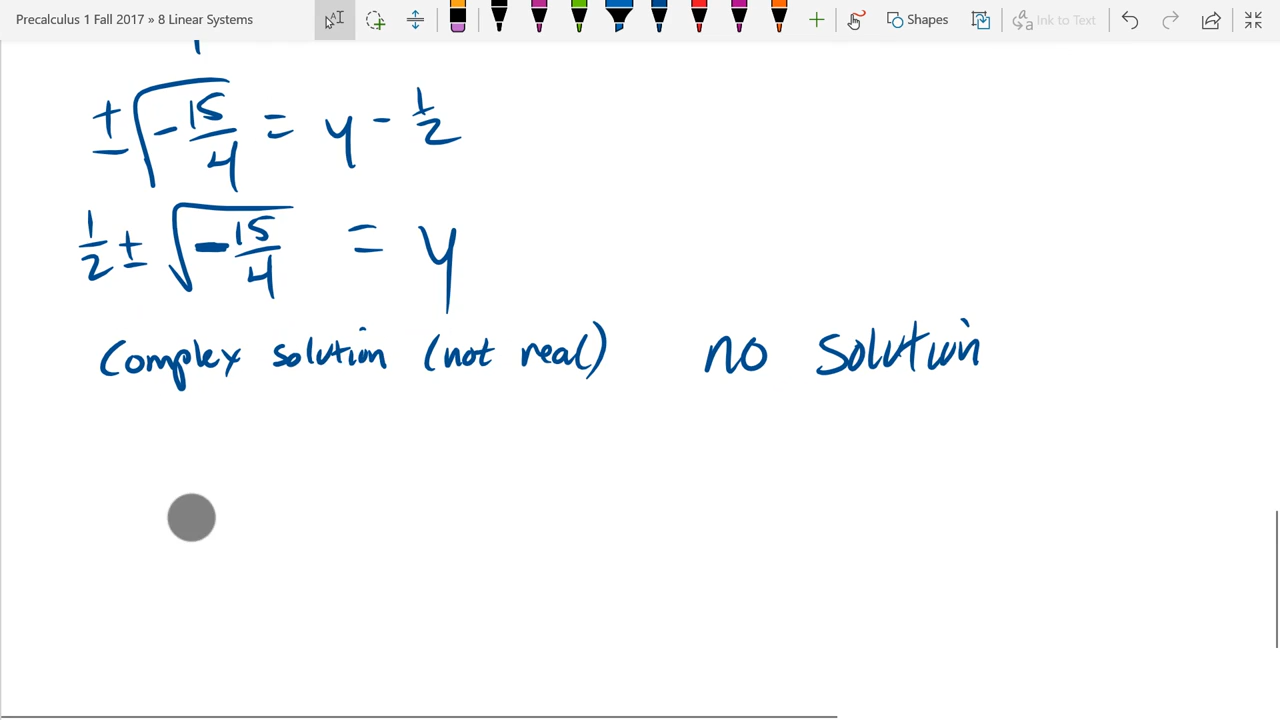 Precalculus 1 Fall 2017 » 8 Linear Systems Shapes Ink to Text
± √(-15/4) = y - 1/2
1/2 ± √(-15/4) = y
Complex solution (not real) no solution